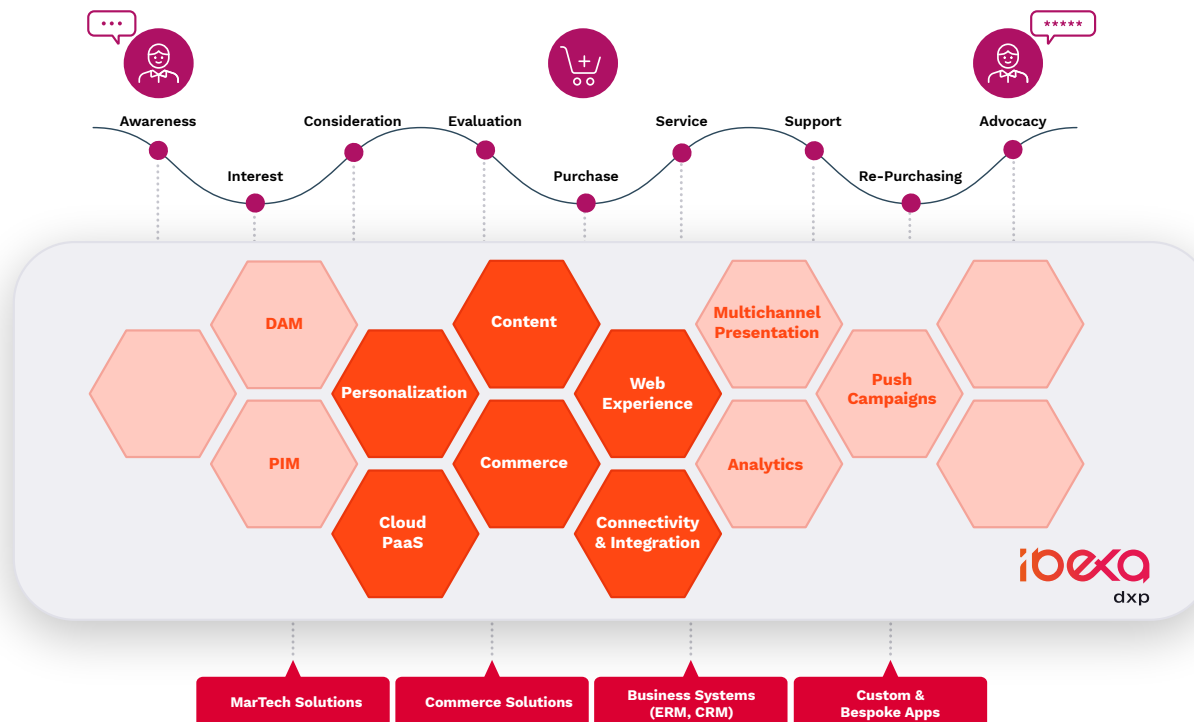 *****
Awareness
Consideration
Evaluation
Service
Support
Advocacy
Interest
Purchase
Re-Purchasing
DAM
Content
Multichannel
Presentation
Personalization
Web
Experience
Push
Campaigns
PIM
Commerce
Analytics
Cloud
PaaS
Connectivity
& Integration
ibexa
dxp
MarTech Solutions
Commerce Solutions
Business Systems
(ERM, CRM)
Custom &
Bespoke Apps